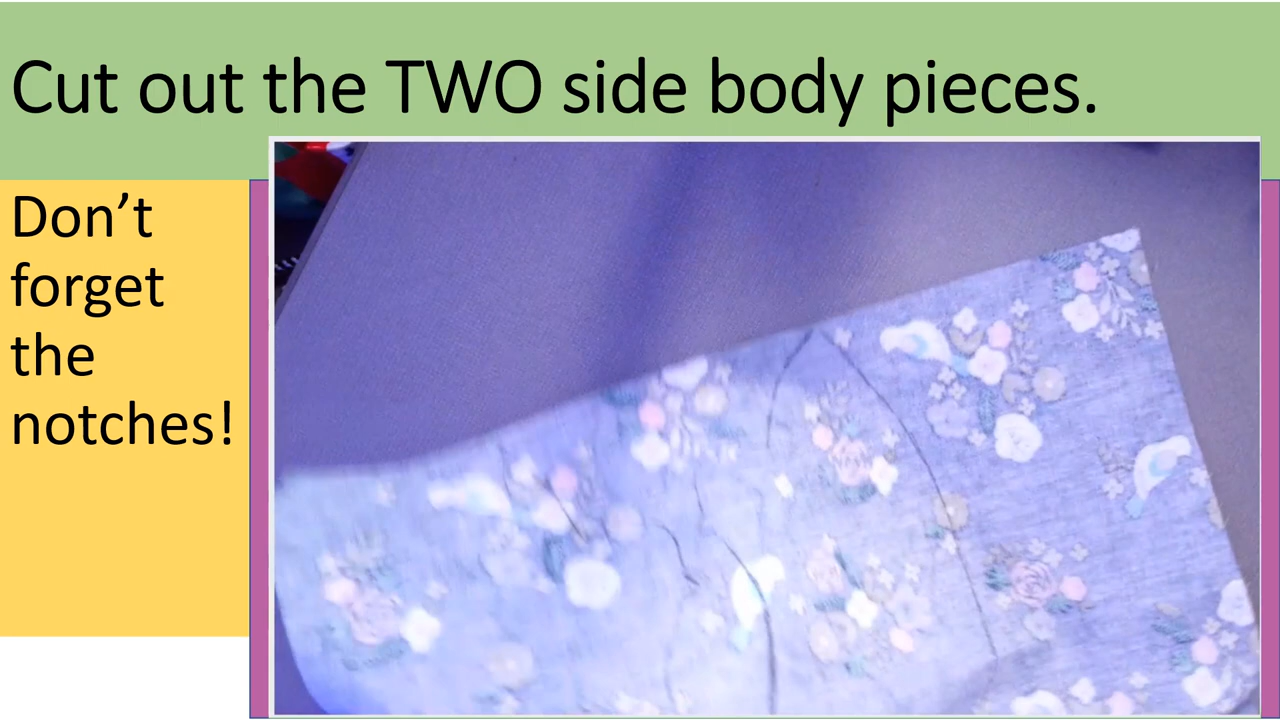 Cut out the TWO side body pieces.
Don’t
forget
the
notches!